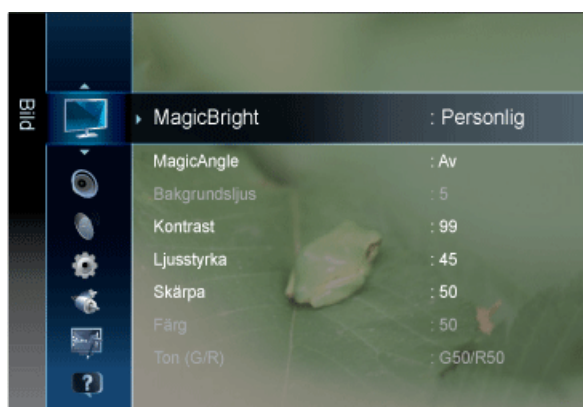 Bild
MagicBright : Personlig
MagicAngle : Av
Bakgrundsljus : 5
Kontrast : 99
Ljusstyrka : 45
Skärpa : 50
Färg : 50
Ton (G/R) : G50/R50
?